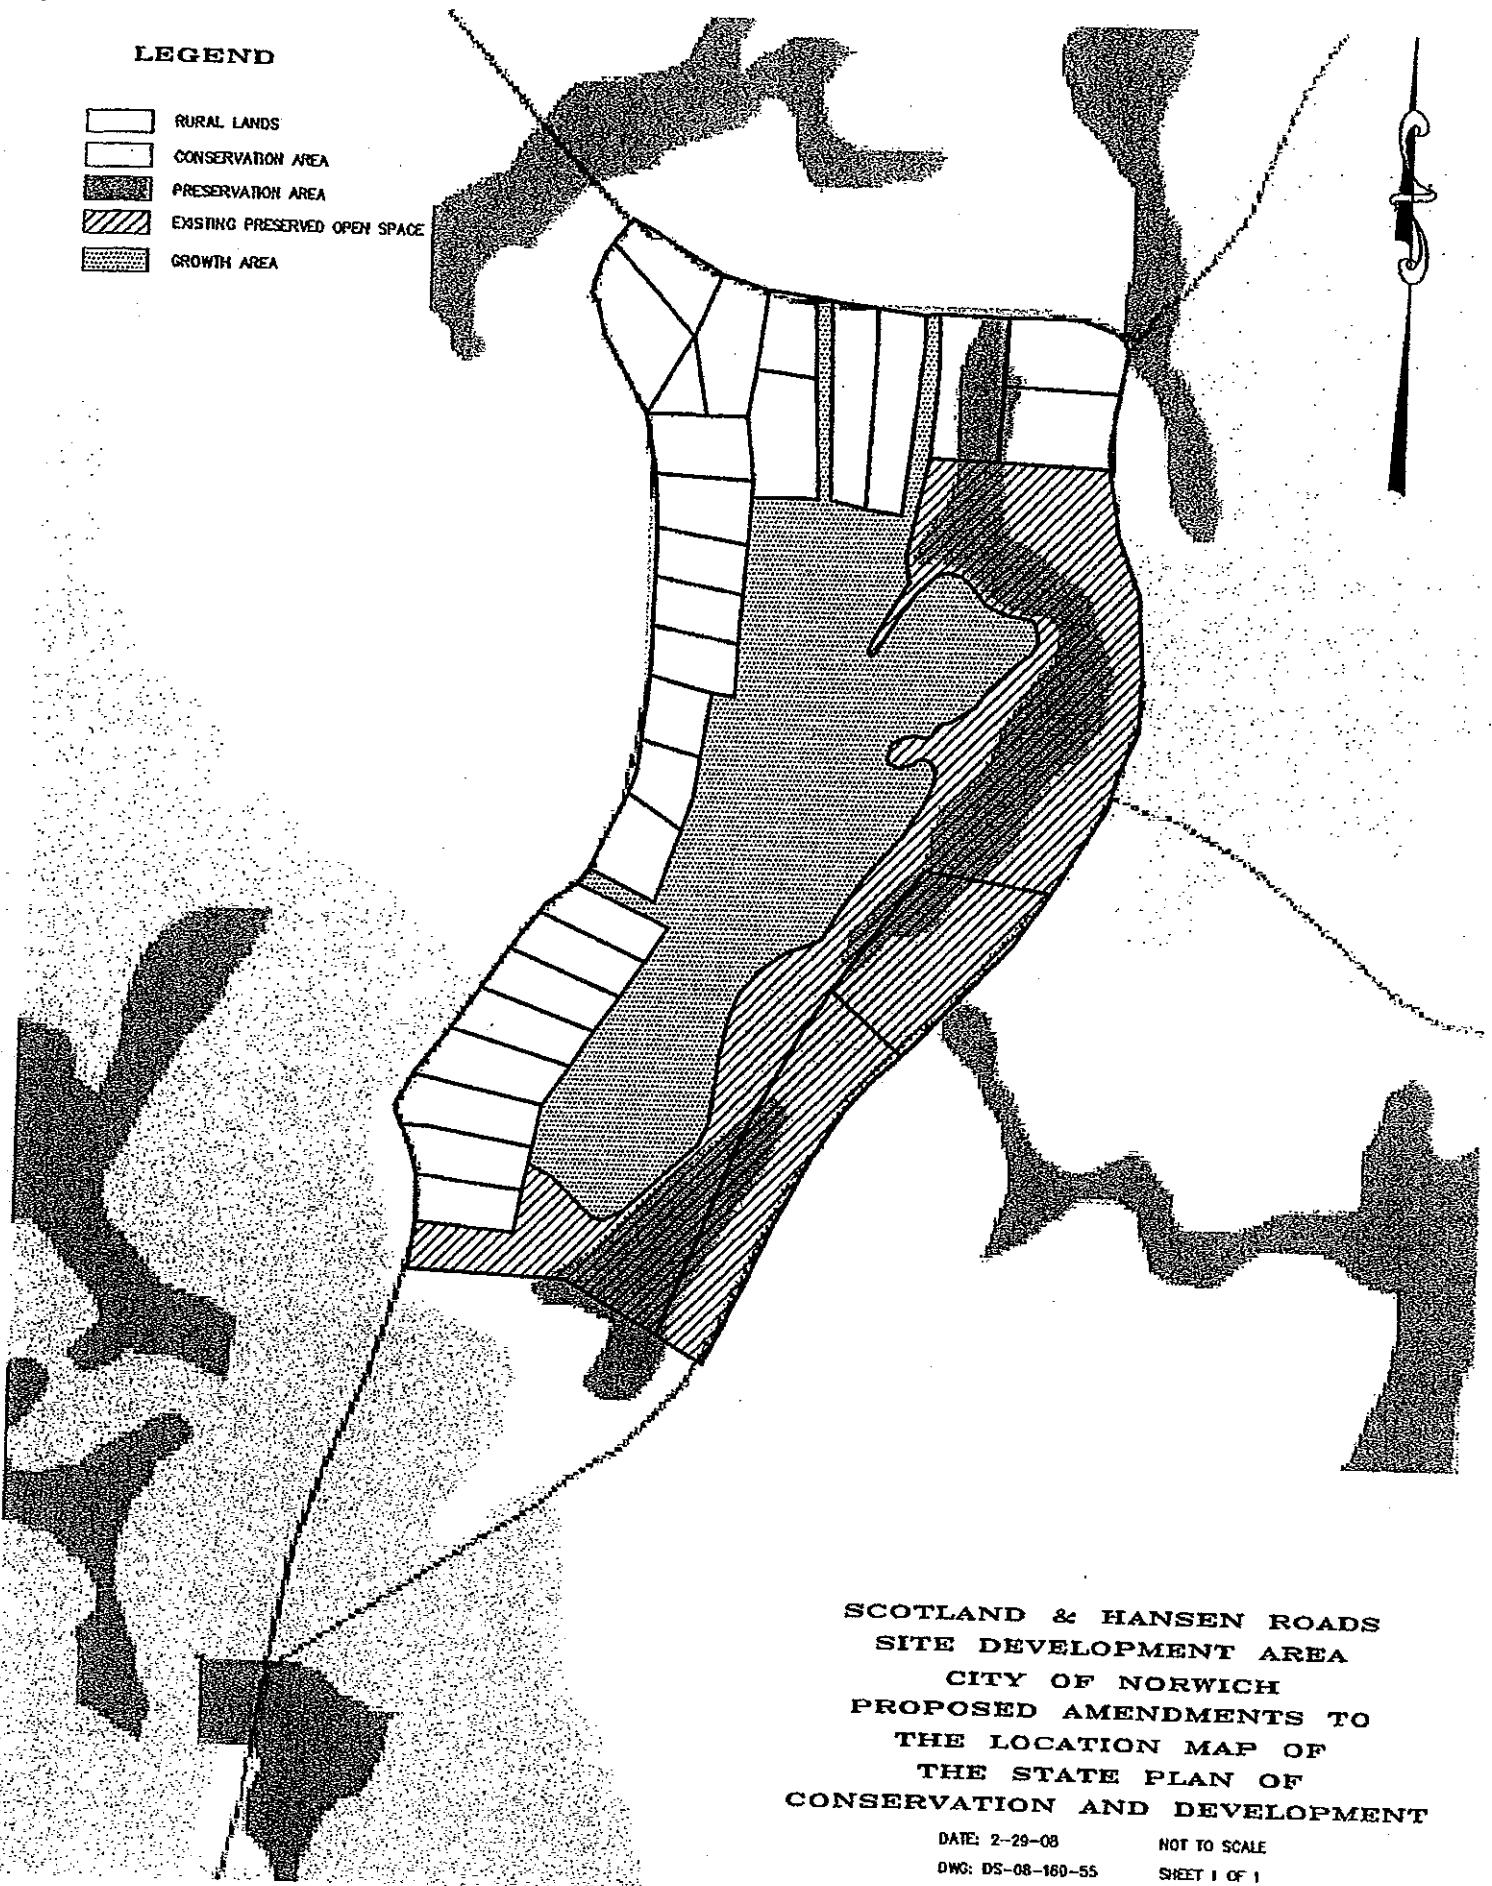 LEGEND
RURAL LANDS
CONSERVATION AREA
PRESERVATION AREA
EXISTING PRESERVED OPEN SPACE
GROWTH AREA
SCOTLAND & HANSEN ROADS
SITE DEVELOPMENT AREA
CITY OF NORWICH
PROPOSED AMENDMENTS TO
THE LOCATION MAP OF
THE STATE PLAN OF
CONSERVATION AND DEVELOPMENT
DATE: 2-29-08 NOT TO SCALE
DWG: DS-08-160-55 SHEET 1 OF 1